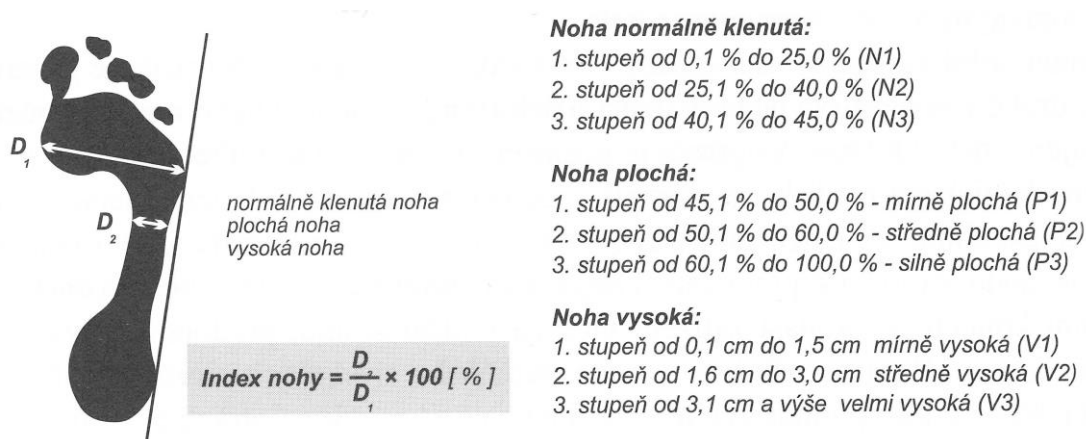 D1
D2
normálně klenutá noha
plochá noha
vysoká noha
Index nohy = D2/D1 × 100 [ % ]
Noha normálně klenutá:
1. stupeň od 0,1 % do 25,0 % (N1)
2. stupeň od 25,1 % do 40,0 % (N2)
3. stupeň od 40,1 % do 45,0 % (N3)
Noha plochá:
1. stupeň od 45,1 % do 50,0 % - mírně plochá (P1)
2. stupeň od 50,1 % do 60,0 % - středně plochá (P2)
3. stupeň od 60,1 % do 100,0 % - silně plochá (P3)
Noha vysoká:
1. stupeň od 0,1 cm do 1,5 cm mírně vysoká (V1)
2. stupeň od 1,6 cm do 3,0 cm středně vysoká (V2)
3. stupeň od 3,1 cm a výše velmi vysoká (V3)